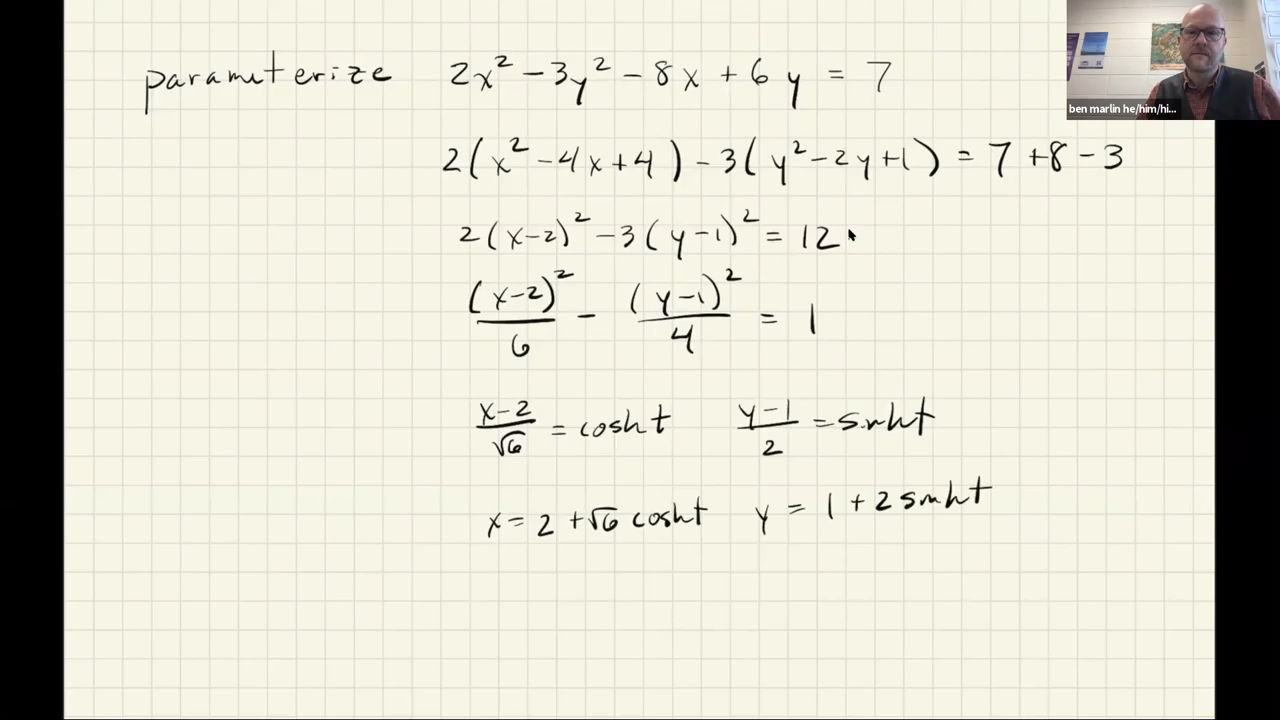 parameterize 2x² - 3y² - 8x + 6y = 7
2(x² - 4x + 4) - 3(y² - 2y + 1) = 7 + 8 - 3
2(x-2)² - 3(y-1)² = 12
(x-2)²/6 - (y-1)²/4 = 1
(x-2)/√6 = cosh t (y-1)/2 = sinh t
x = 2 + √6 cosh t y = 1 + 2 sinh t
ben marlin he/him/hi...